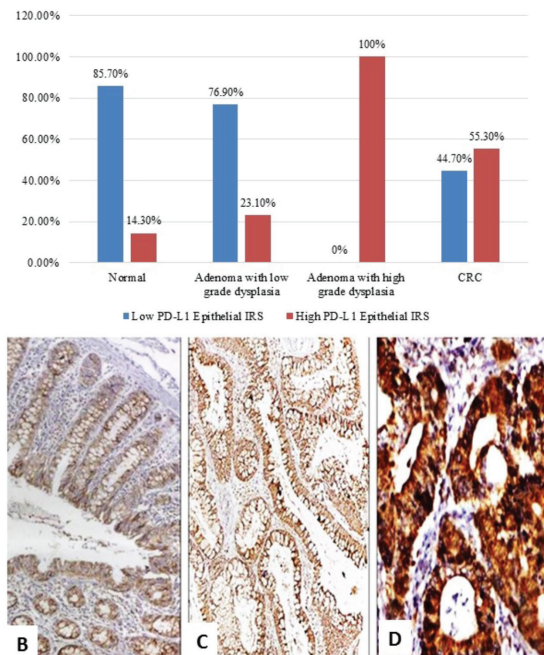 120.00%
100.00%
80.00%
60.00%
40.00%
20.00%
0.00%
85.70%
14.30%
76.90%
23.10%
0%
100%
44.70%
55.30%
Normal
Adenoma with low
grade dysplasia
Adenoma with high
grade dysplasia
CRC
Low PD-L1 Epithelial IRS
High PD-L1 Epithelial IRS
B
C
D